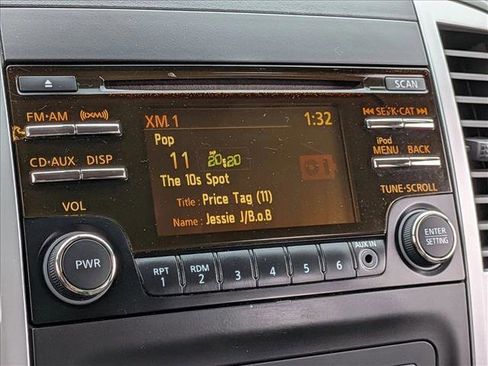 SCAN
FM·AM
(XM)
SEEK·CAT
XM 1
1:32
Pop
11 20on20
01
iPod
MENU
BACK
CD·AUX
DISP
The 10s Spot
Title : Price Tag (11)
Name : Jessie J/B.o.B
TUNE·SCROLL
VOL
PWR
ENTER
SETTING
AUX IN
RPT
1
RDM
2
3
4
5
6